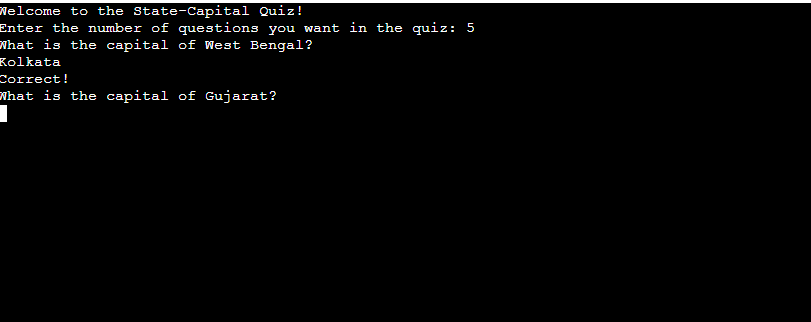 Welcome to the State-Capital Quiz!
Enter the number of questions you want in the quiz: 5
What is the capital of West Bengal?
Kolkata
Correct!
What is the capital of Gujarat?